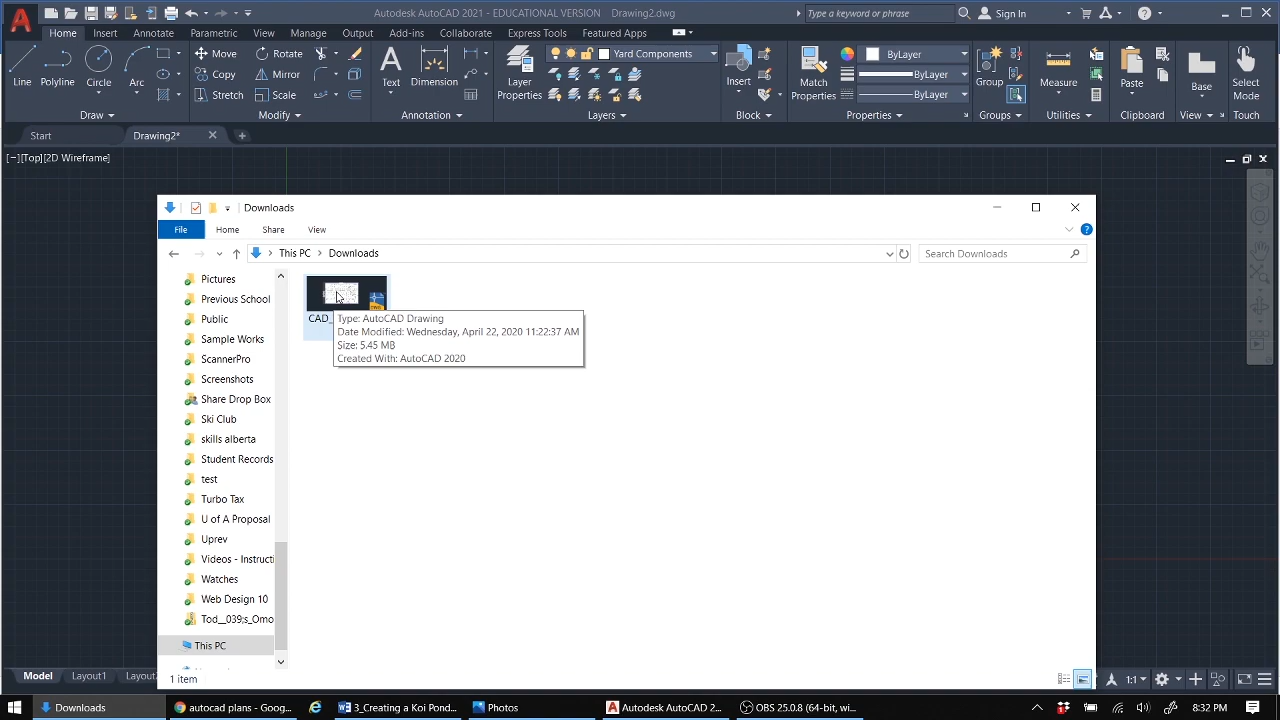 Autodesk AutoCAD 2021 - EDUCATIONAL VERSION Drawing2.dwg
Type a keyword or phrase
Sign In
Home Insert Annotate Parametric View Manage Output Add-ins Collaborate Express Tools Featured Apps
Line Polyline Circle Arc
Move Rotate
Copy Mirror
Stretch Scale
Text Dimension
Layer Properties
Yard Components
Insert
Match Properties
ByLayer
ByLayer
ByLayer
Group
Measure
Paste
Base
Select Mode
Draw Modify Annotation Layers Block Properties Groups Utilities Clipboard View Touch
Start Drawing2*
[−][Top][2D Wireframe]
Downloads
File Home Share View
This PC Downloads
Search Downloads
Pictures
Previous School
Public
Sample Works
ScannerPro
Screenshots
Share Drop Box
Ski Club
skills alberta
Student Records
test
Turbo Tax
U of A Proposal
Uprev
Videos - Instructi
Watches
Web Design 10
Tod__039;s_Omo
This PC
CAD_
Type: AutoCAD Drawing
Date Modified: Wednesday, April 22, 2020 11:22:37 AM
Size: 5.45 MB
Created With: AutoCAD 2020
1 item
Model Layout1 Layout
1:1
Downloads
autocad plans - Goog...
3_Creating a Koi Pond...
Photos
Autodesk AutoCAD 2...
OBS 25.0.8 (64-bit, wi...
8:32 PM